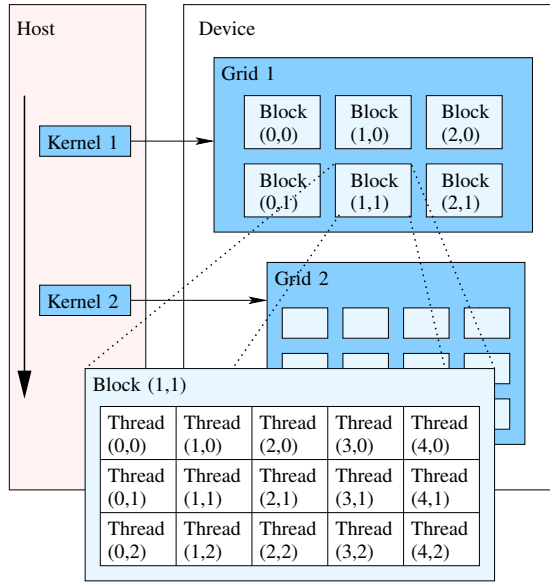 Host
Device
Grid 1
Block Block Block
(0,0) (1,0) (2,0)
Kernel 1
Block Block Block
(0,1) (1,1) (2,1)
Grid 2
Kernel 2
Block (1,1)
Thread Thread Thread Thread Thread
(0,0) (1,0) (2,0) (3,0) (4,0)
Thread Thread Thread Thread Thread
(0,1) (1,1) (2,1) (3,1) (4,1)
Thread Thread Thread Thread Thread
(0,2) (1,2) (2,2) (3,2) (4,2)